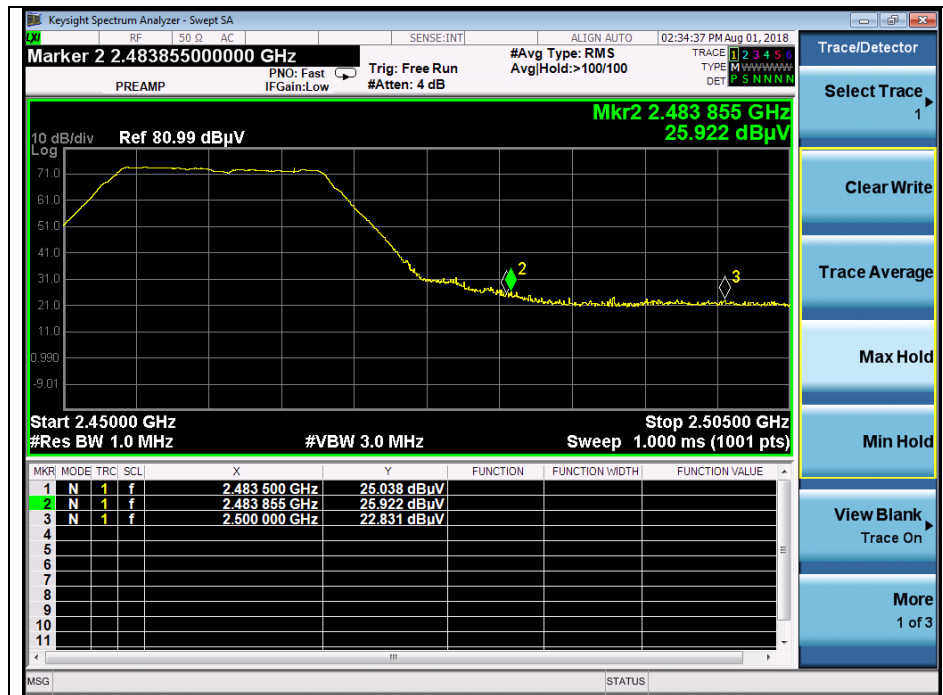 Keysight Spectrum Analyzer - Swept SA
LXI RF 50 Ω AC SENSE:INT ALIGN AUTO 02:34:37 PM Aug 01, 2018
Marker 2 2.483855000000 GHz
PREAMP
PNO: Fast
IFGain:Low
Trig: Free Run
#Atten: 4 dB
#Avg Type: RMS
Avg|Hold:>100/100
TRACE 1 2 3 4 5 6
TYPE M WWWWW
DET P S N N N N
Mkr2 2.483 855 GHz
25.922 dBµV
10 dB/div Ref 80.99 dBµV
Log
71.0
61.0
51.0
41.0
31.0
21.0
11.0
0.990
-9.01
2
3
Start 2.45000 GHz Stop 2.50500 GHz
#Res BW 1.0 MHz #VBW 3.0 MHz Sweep 1.000 ms (1001 pts)
MKR MODE TRC SCL X Y FUNCTION FUNCTION WIDTH FUNCTION VALUE
1 N 1 f 2.483 500 GHz 25.038 dBµV
2 N 1 f 2.483 855 GHz 25.922 dBµV
3 N 1 f 2.500 000 GHz 22.831 dBµV
4
5
6
7
8
9
10
11
MSG STATUS
Trace/Detector
Select Trace
1
Clear Write
Trace Average
Max Hold
Min Hold
View Blank
Trace On
More
1 of 3